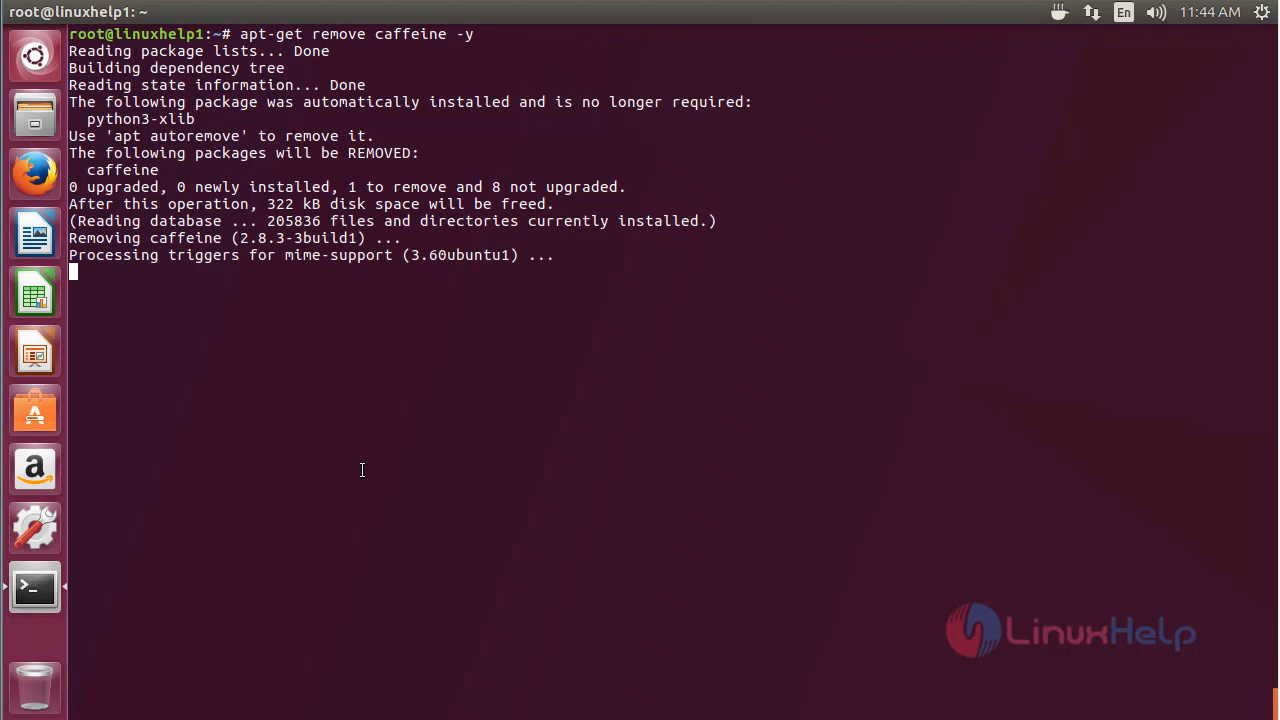 root@linuxhelp1: ~
En
11:44 AM
root@linuxhelp1:~# apt-get remove caffeine -y
Reading package lists... Done
Building dependency tree
Reading state information... Done
The following package was automatically installed and is no longer required:
python3-xlib
Use 'apt autoremove' to remove it.
The following packages will be REMOVED:
caffeine
0 upgraded, 0 newly installed, 1 to remove and 8 not upgraded.
After this operation, 322 kB disk space will be freed.
(Reading database ... 205836 files and directories currently installed.)
Removing caffeine (2.8.3-3build1) ...
Processing triggers for mime-support (3.60ubuntu1) ...
LinuxHelp